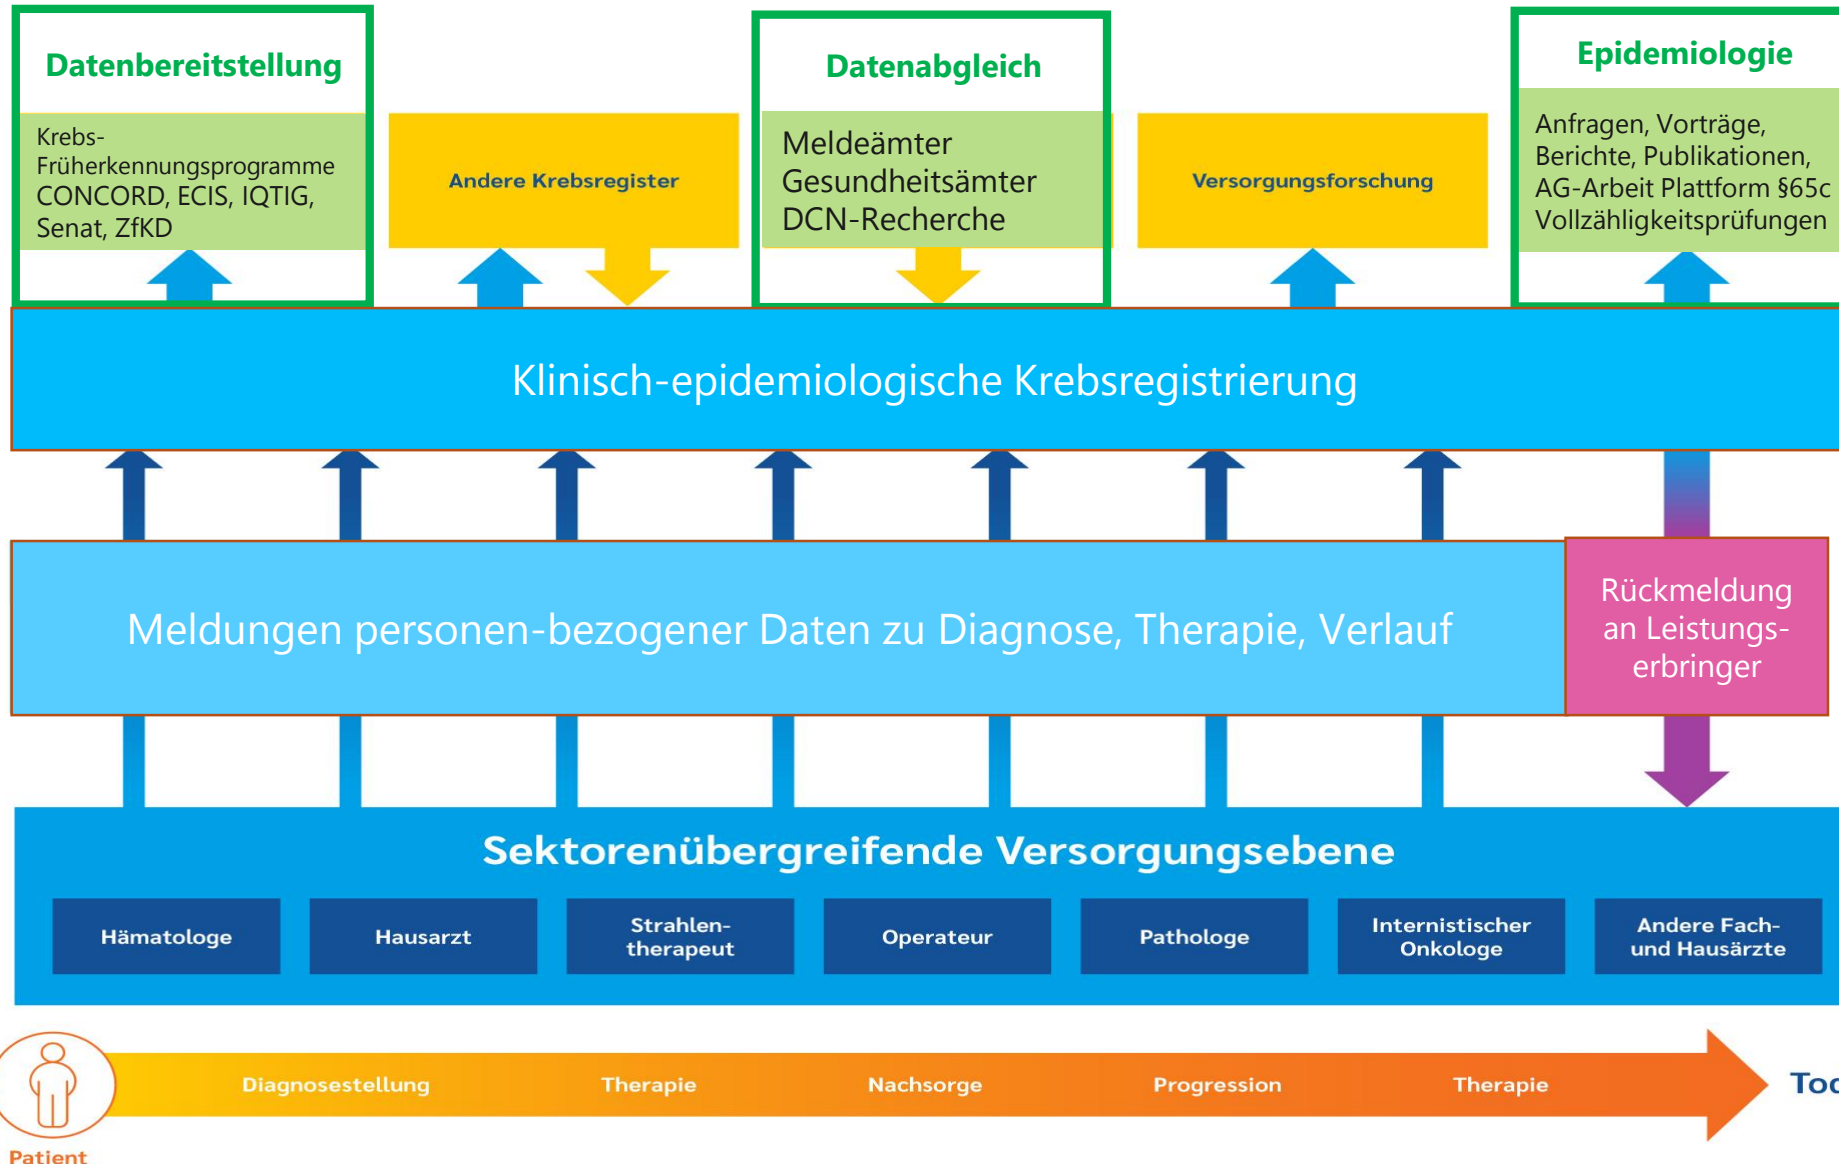 Datenbereitstellung
Krebs-
Früherkennungsprogramme
CONCORD, ECIS, IQTIG,
Senat, ZfKD
Andere Krebsregister
Datenabgleich
Meldeämter
Gesundheitsämter
DCN-Recherche
Versorgungsforschung
Epidemiologie
Anfragen, Vorträge,
Berichte, Publikationen,
AG-Arbeit Plattform §65c
Vollzähligkeitsprüfungen
Klinisch-epidemiologische Krebsregistrierung
Meldungen personen-bezogener Daten zu Diagnose, Therapie, Verlauf
Rückmeldung
an Leistungs-
erbringer
Sektorenübergreifende Versorgungsebene
Hämatologe
Hausarzt
Strahlen-
therapeut
Operateur
Pathologe
Internistischer
Onkologe
Andere Fach-
und Hausärzte
Diagnosestellung
Therapie
Nachsorge
Progression
Therapie
Tod
Patient